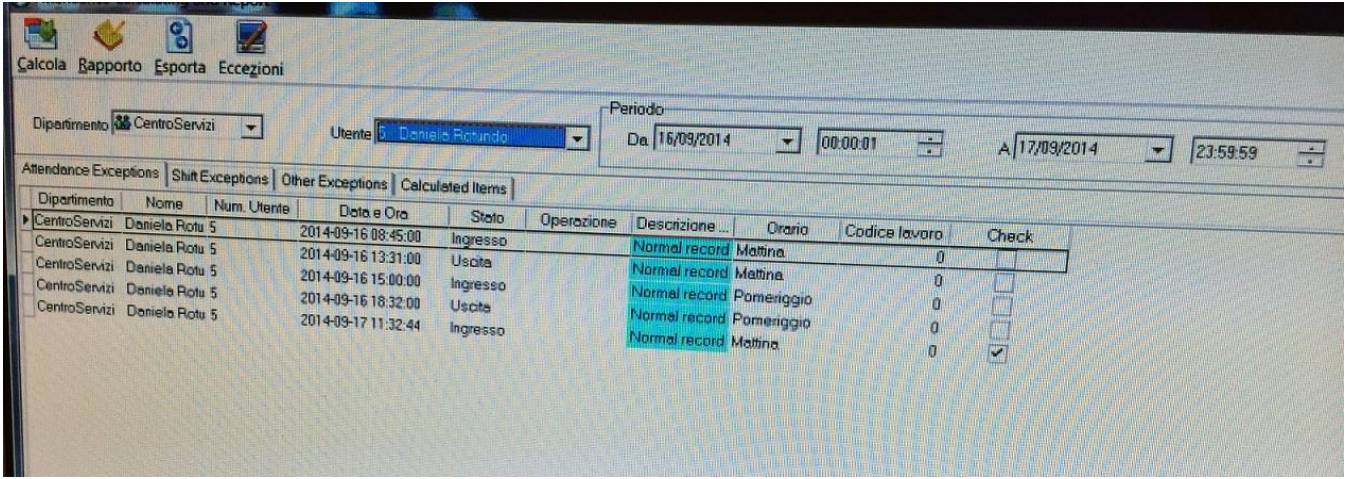 Calcola Rapporto Esporta Eccezioni
Periodo
Dipartimento CentroServizi Utente 5 Daniela Rotundo Da 16/09/2014 00:00:01 A 17/09/2014 23:59:59
Attendance Exceptions Shift Exceptions Other Exceptions Calculated Items
Dipartimento Nome Num. Utente Data e Ora Stato Operazione Descrizione ... Orario Codice lavoro Check
CentroServizi Daniela Rotu 5 2014-09-16 08:45:00 Ingresso Normal record Mattina 0
CentroServizi Daniela Rotu 5 2014-09-16 13:31:00 Uscita Normal record Mattina 0
CentroServizi Daniela Rotu 5 2014-09-16 15:00:00 Ingresso Normal record Pomeriggio 0
CentroServizi Daniela Rotu 5 2014-09-16 18:32:00 Uscita Normal record Pomeriggio 0
CentroServizi Daniela Rotu 5 2014-09-17 11:32:44 Ingresso Normal record Mattina 0